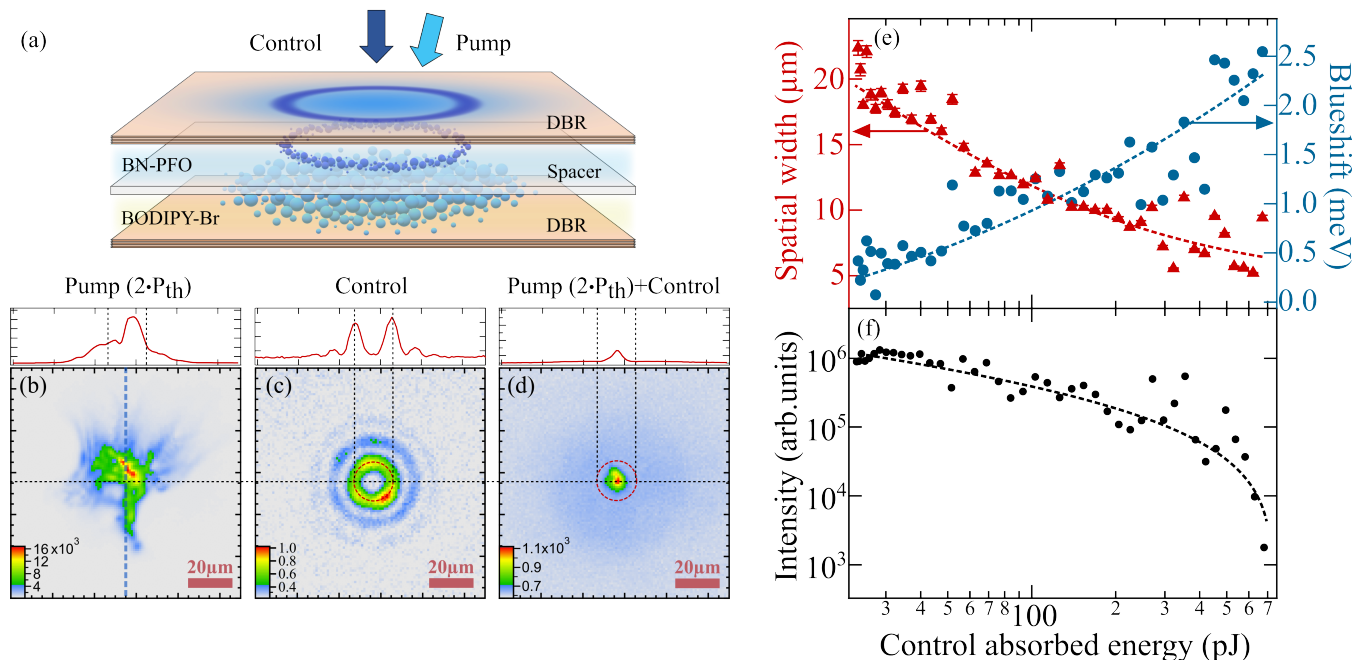 (a)
Control
Pump
DBR
BN-PFO
Spacer
BODIPY-Br
DBR
Pump (2·Pth)
Control
Pump (2·Pth)+Control
(b)
(c)
(d)
16 ×10³
12
8
4
20µm
1.0
0.8
0.6
0.4
20µm
1.1×10³
0.9
0.7
20µm
(e)
Spatial width (µm)
20
15
10
5
2.5
2.0
1.5
1.0
0.5
0.0
Blueshift (meV)
(f)
Intensity (arb.units)
10⁶
10⁵
10⁴
10³
3 4 5 6 7 8 100 2 3 4 5 6 7
Control absorbed energy (pJ)